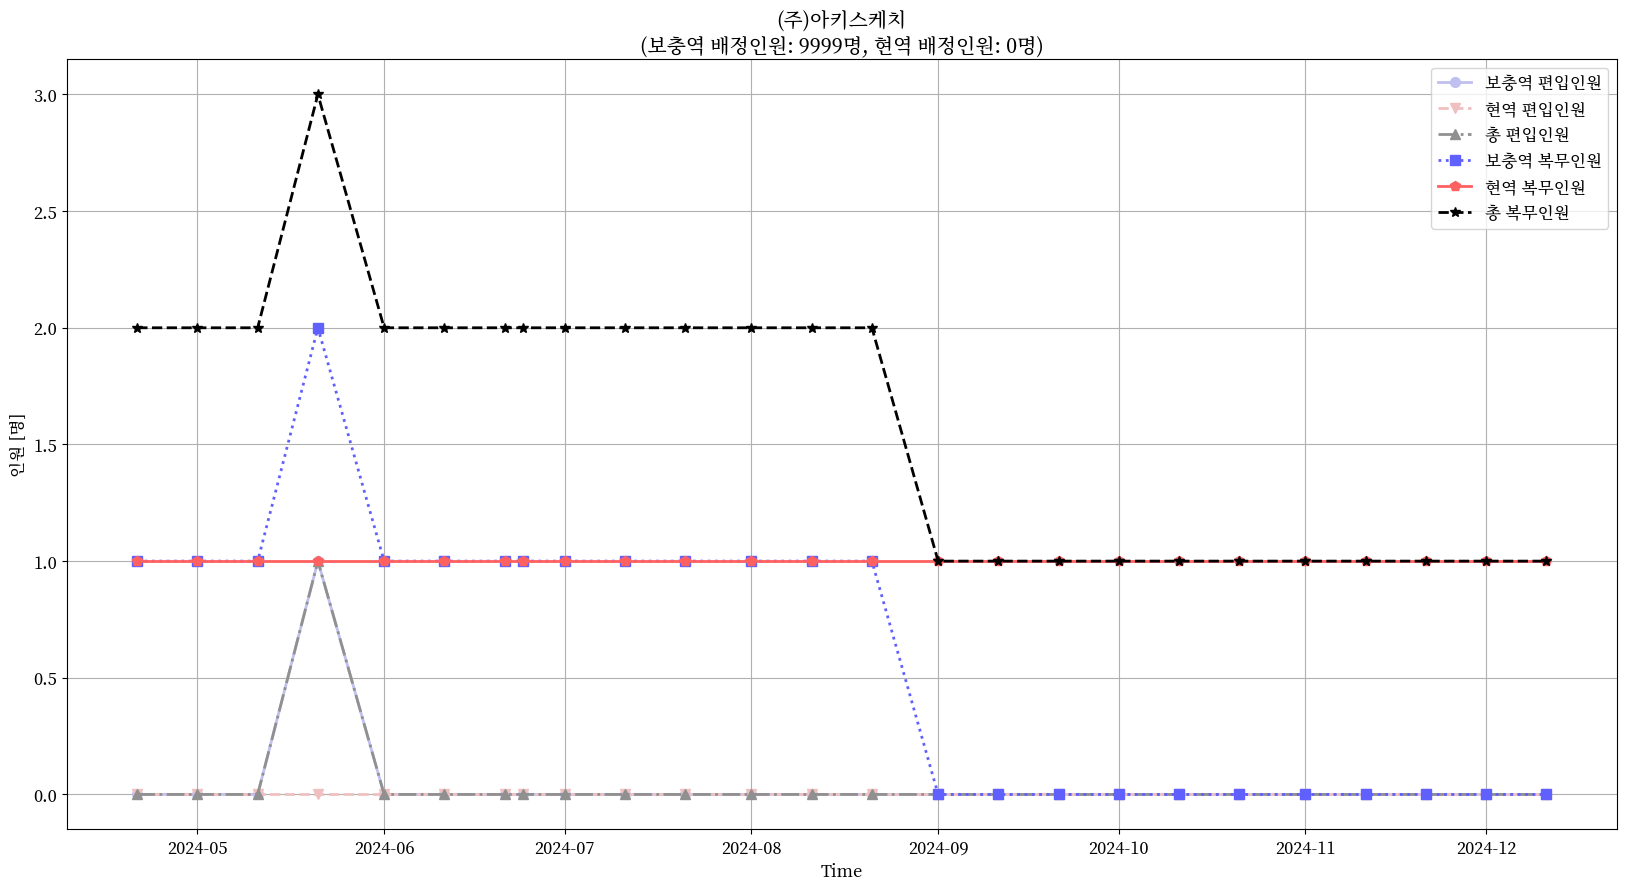 (주)아키스케치
(보충역 배정인원: 9999명, 현역 배정인원: 0명)
보충역 편입인원
현역 편입인원
총 편입인원
보충역 복무인원
현역 복무인원
총 복무인원
인원 [명]
3.0
2.5
2.0
1.5
1.0
0.5
0.0
2024-05
2024-06
2024-07
2024-08
2024-09
2024-10
2024-11
2024-12
Time